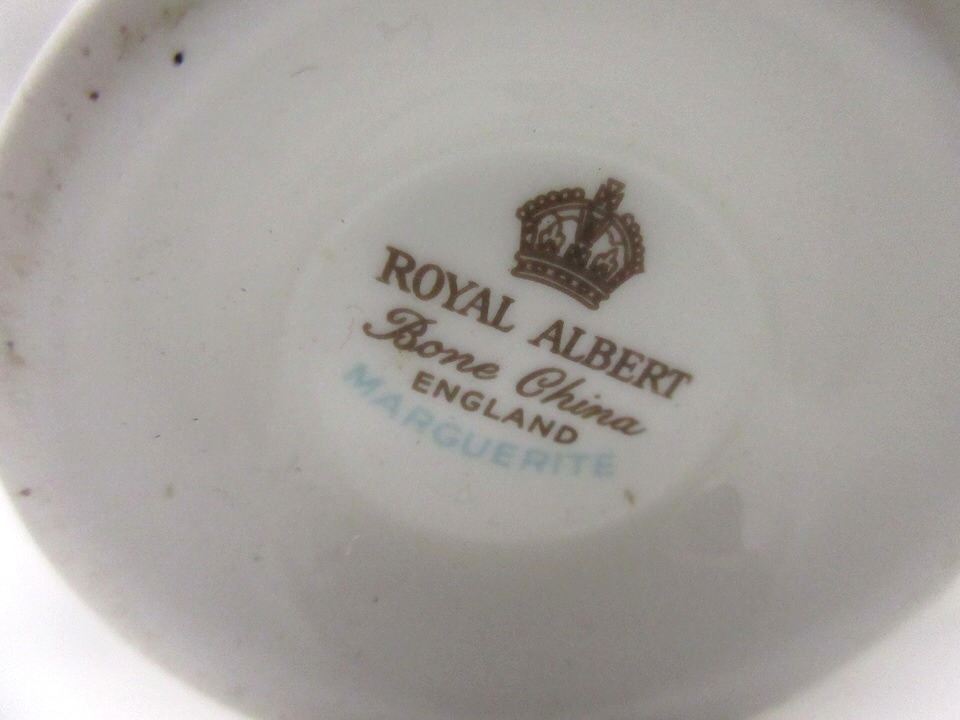 ROYAL ALBERT
Bone China
ENGLAND
MARGUERITE